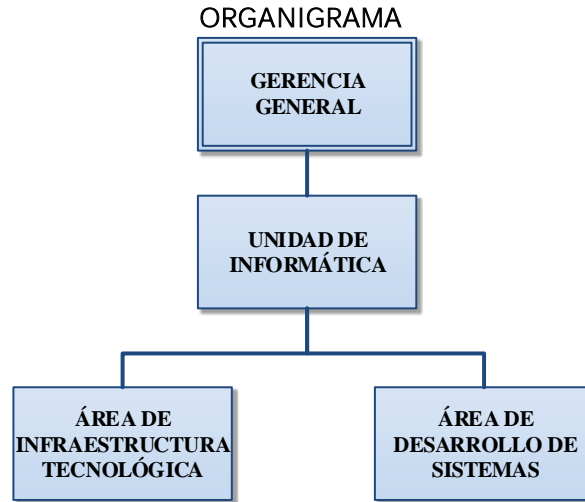 ORGANIGRAMA
GERENCIA
GENERAL
UNIDAD DE
INFORMÁTICA
ÁREA DE
INFRAESTRUCTURA
TECNOLÓGICA
ÁREA DE
DESARROLLO DE
SISTEMAS